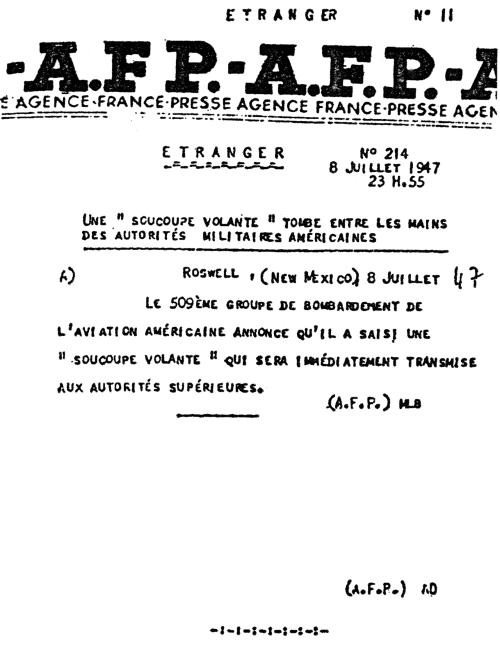 ETRANGER N° 11
-A.F P.-A.F.P.-A
E AGENCE-FRANCE-PRESSE AGENCE FRANCE-PRESSE AGEN
ETRANGER N° 214
8 JUILLET 1947
23 H.55
UNE " SOUCOUPE VOLANTE " TOMBE ENTRE LES MAINS
DES AUTORITÉS MILITAIRES AMÉRICAINES
A) ROSWELL , (NEW MEXICO) 8 JUILLET 47
LE 509ÈME GROUPE DE BOMBARDEMENT DE
L'AVIATION AMÉRICAINE ANNONCE QU'IL A SAISI UNE
" SOUCOUPE VOLANTE " QUI SERA IMMÉDIATEMENT TRANSMISE
AUX AUTORITÉS SUPÉRIEURES.
(A.F.P.) MLB
(A.F.P.) AD
-:-:-:-:-:-:-:-